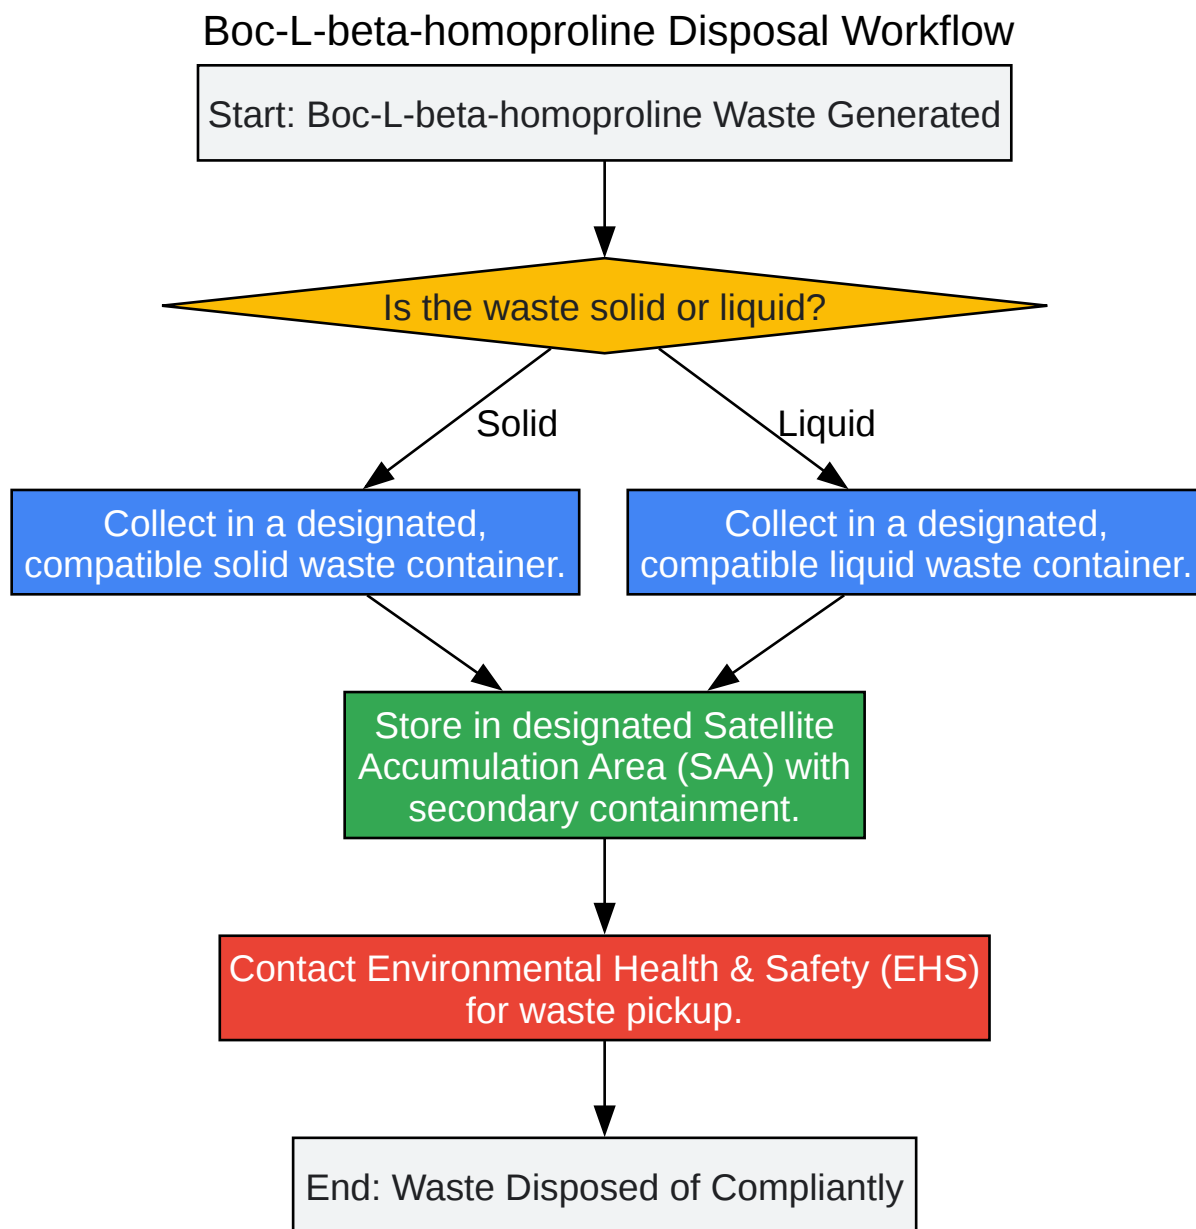 Boc-L-beta-homoproline Disposal Workflow
Start: Boc-L-beta-homoproline Waste Generated
Is the waste solid or liquid?
Solid
Liquid
Collect in a designated,
compatible solid waste container.
Collect in a designated,
compatible liquid waste container.
Store in designated Satellite
Accumulation Area (SAA) with
secondary containment.
Contact Environmental Health & Safety (EHS)
for waste pickup.
End: Waste Disposed of Compliantly